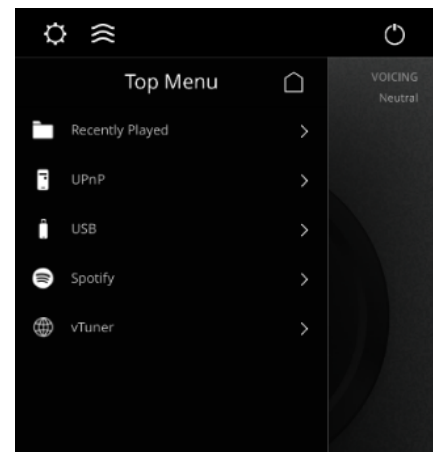 Top Menu
VOICING
Neutral
Recently Played
UPnP
USB
Spotify
vTuner